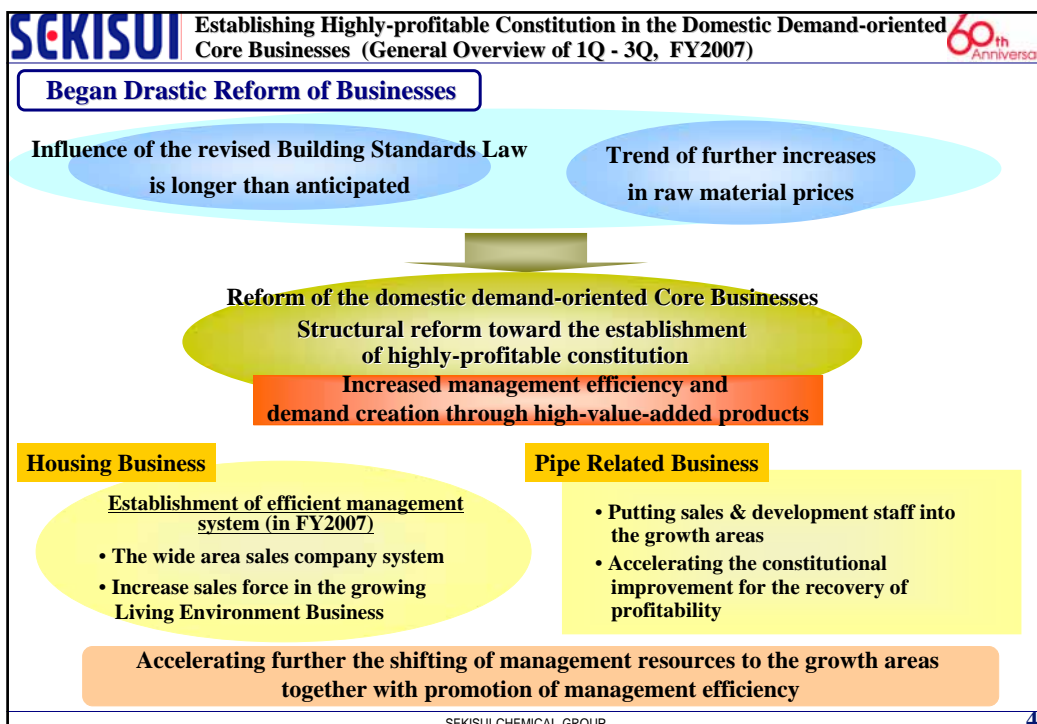 SEKISUI
Establishing Highly-profitable Constitution in the Domestic Demand-oriented
Core Businesses (General Overview of 1Q - 3Q, FY2007)
60th
Anniversa
Began Drastic Reform of Businesses
Influence of the revised Building Standards Law
is longer than anticipated
Trend of further increases
in raw material prices
Reform of the domestic demand-oriented Core Businesses
Structural reform toward the establishment
of highly-profitable constitution
Increased management efficiency and
demand creation through high-value-added products
Housing Business
Establishment of efficient management
system (in FY2007)
• The wide area sales company system
• Increase sales force in the growing
Living Environment Business
Pipe Related Business
• Putting sales & development staff into
the growth areas
• Accelerating the constitutional
improvement for the recovery of
profitability
Accelerating further the shifting of management resources to the growth areas
together with promotion of management efficiency
SEKISUI CHEMICAL GROUP
4